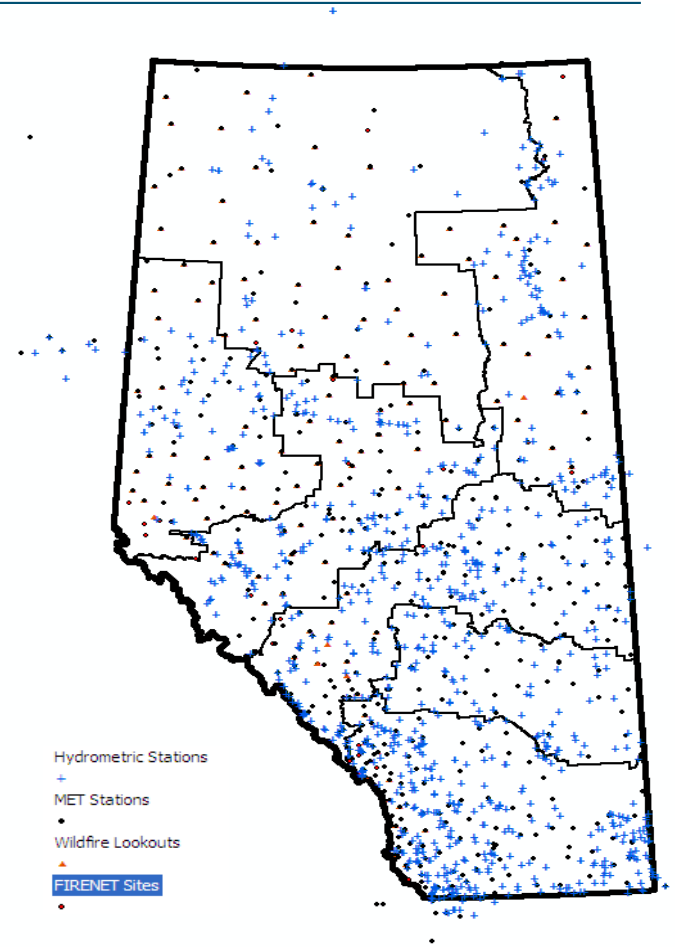 Hydrometric Stations
MET Stations
Wildfire Lookouts
FIRENET Sites